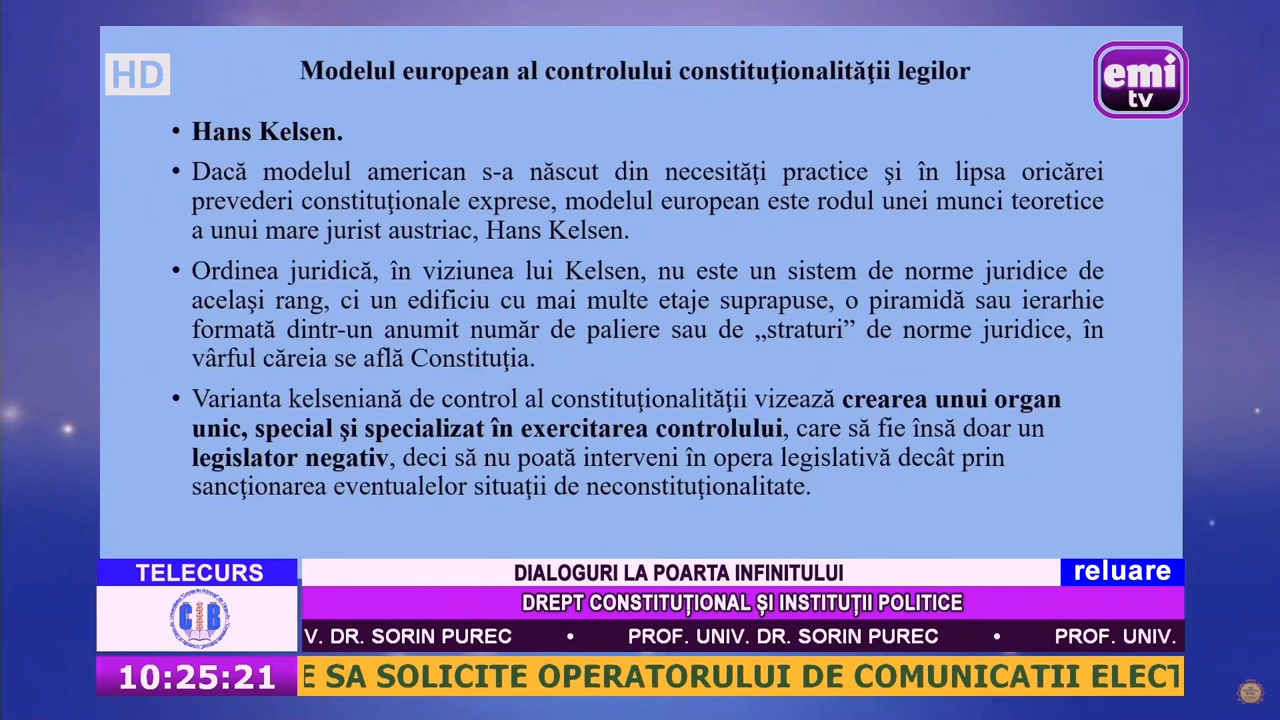 HD
Modelul european al controlului constituţionalităţii legilor
emi
tv
• Hans Kelsen.
• Dacă modelul american s-a născut din necesităţi practice şi în lipsa oricărei
prevederi constituţionale exprese, modelul european este rodul unei munci teoretice
a unui mare jurist austriac, Hans Kelsen.
• Ordinea juridică, în viziunea lui Kelsen, nu este un sistem de norme juridice de
acelaşi rang, ci un edificiu cu mai multe etaje suprapuse, o piramidă sau ierarhie
formată dintr-un anumit număr de paliere sau de „straturi” de norme juridice, în
vârful căreia se află Constituţia.
• Varianta kelseniană de control al constituţionalităţii vizează crearea unui organ
unic, special şi specializat în exercitarea controlului, care să fie însă doar un
legislator negativ, deci să nu poată interveni în opera legislativă decât prin
sancţionarea eventualelor situaţii de neconstituţionalitate.
TELECURS
DIALOGURI LA POARTA INFINITULUI
reluare
DREPT CONSTITUȚIONAL ȘI INSTITUȚII POLITICE
CB
V. DR. SORIN PUREC • PROF. UNIV. DR. SORIN PUREC • PROF. UNIV.
10:25:21
E SA SOLICITE OPERATORULUI DE COMUNICATII ELECT